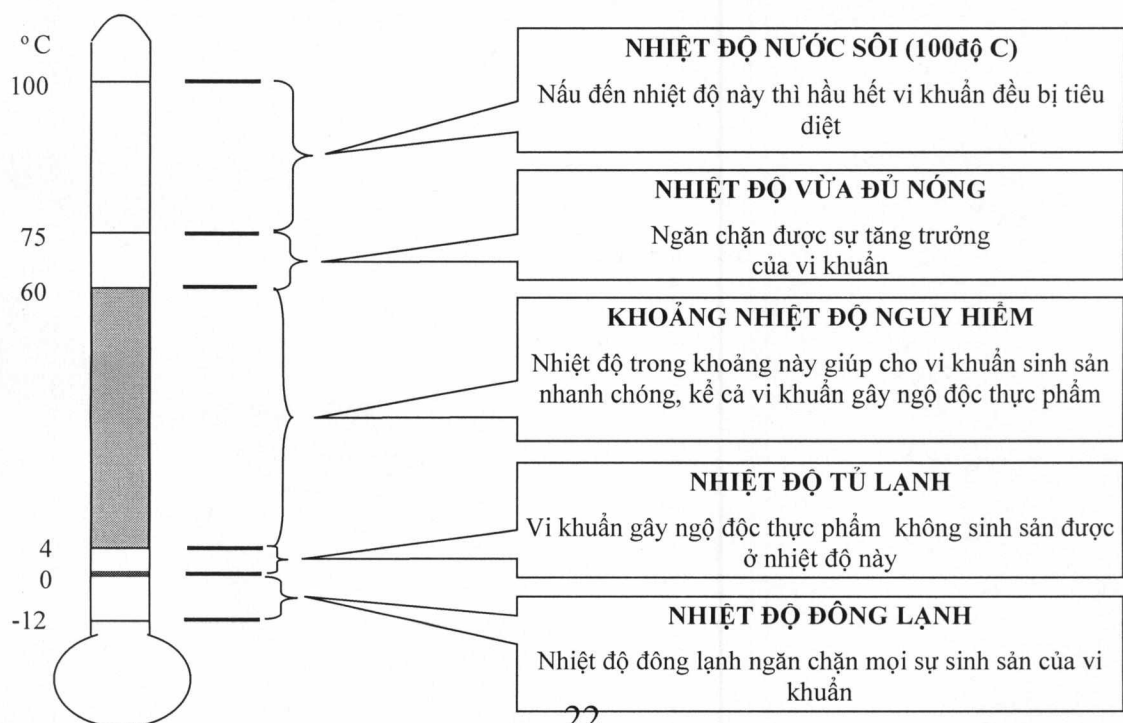 ° C
100
75
60
4
0
-12
NHIỆT ĐỘ NƯỚC SÔI (100độ C)
Nấu đến nhiệt độ này thì hầu hết vi khuẩn đều bị tiêu
diệt
NHIỆT ĐỘ VỪA ĐỦ NÓNG
Ngăn chặn được sự tăng trưởng
của vi khuẩn
KHOẢNG NHIỆT ĐỘ NGUY HIỂM
Nhiệt độ trong khoảng này giúp cho vi khuẩn sinh sản
nhanh chóng, kể cả vi khuẩn gây ngộ độc thực phẩm
NHIỆT ĐỘ TỦ LẠNH
Vi khuẩn gây ngộ độc thực phẩm không sinh sản được
ở nhiệt độ này
NHIỆT ĐỘ ĐÔNG LẠNH
Nhiệt độ đông lạnh ngăn chặn mọi sự sinh sản của vi
khuẩn
22